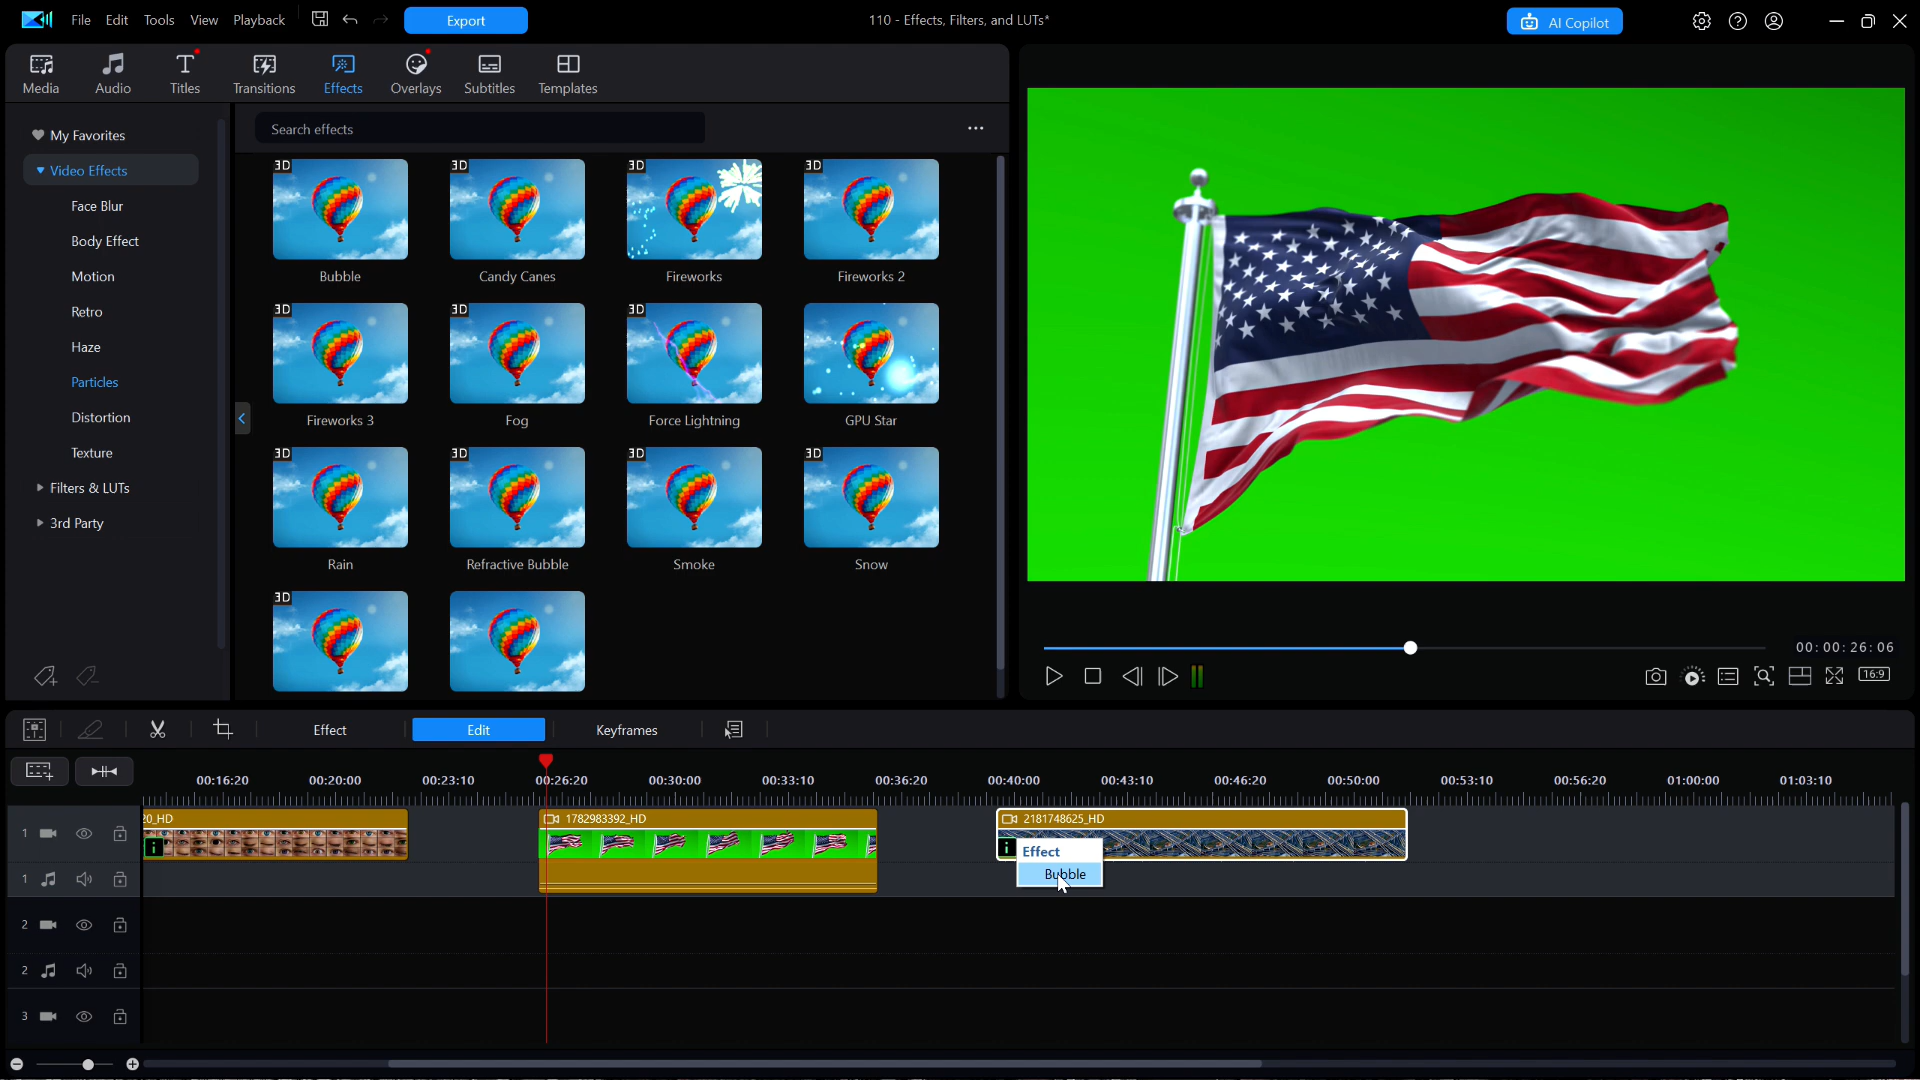 File Edit Tools View Playback Export 110 - Effects, Filters, and LUTs* AI Copilot
Media Audio Titles Transitions Effects Overlays Subtitles Templates
Search effects
My Favorites
Video Effects
Face Blur
Body Effect
Motion
Retro
Haze
Particles
Distortion
Texture
Filters & LUTs
3rd Party
3D 3D 3D 3D
Bubble Candy Canes Fireworks Fireworks 2
3D 3D 3D 3D
Fireworks 3 Fog Force Lightning GPU Star
3D 3D 3D 3D
Rain Refractive Bubble Smoke Snow
3D
00:00:26:06
16:9
Effect Edit Keyframes
00:16:20 00:20:00 00:23:10 00:26:20 00:30:00 00:33:10 00:36:20 00:40:00 00:43:10 00:46:20 00:50:00 00:53:10 00:56:20 01:00:00 01:03:10
20_HD 1782983392_HD 2181748625_HD
1 i i
Effect
Bubble
1
2
2
3